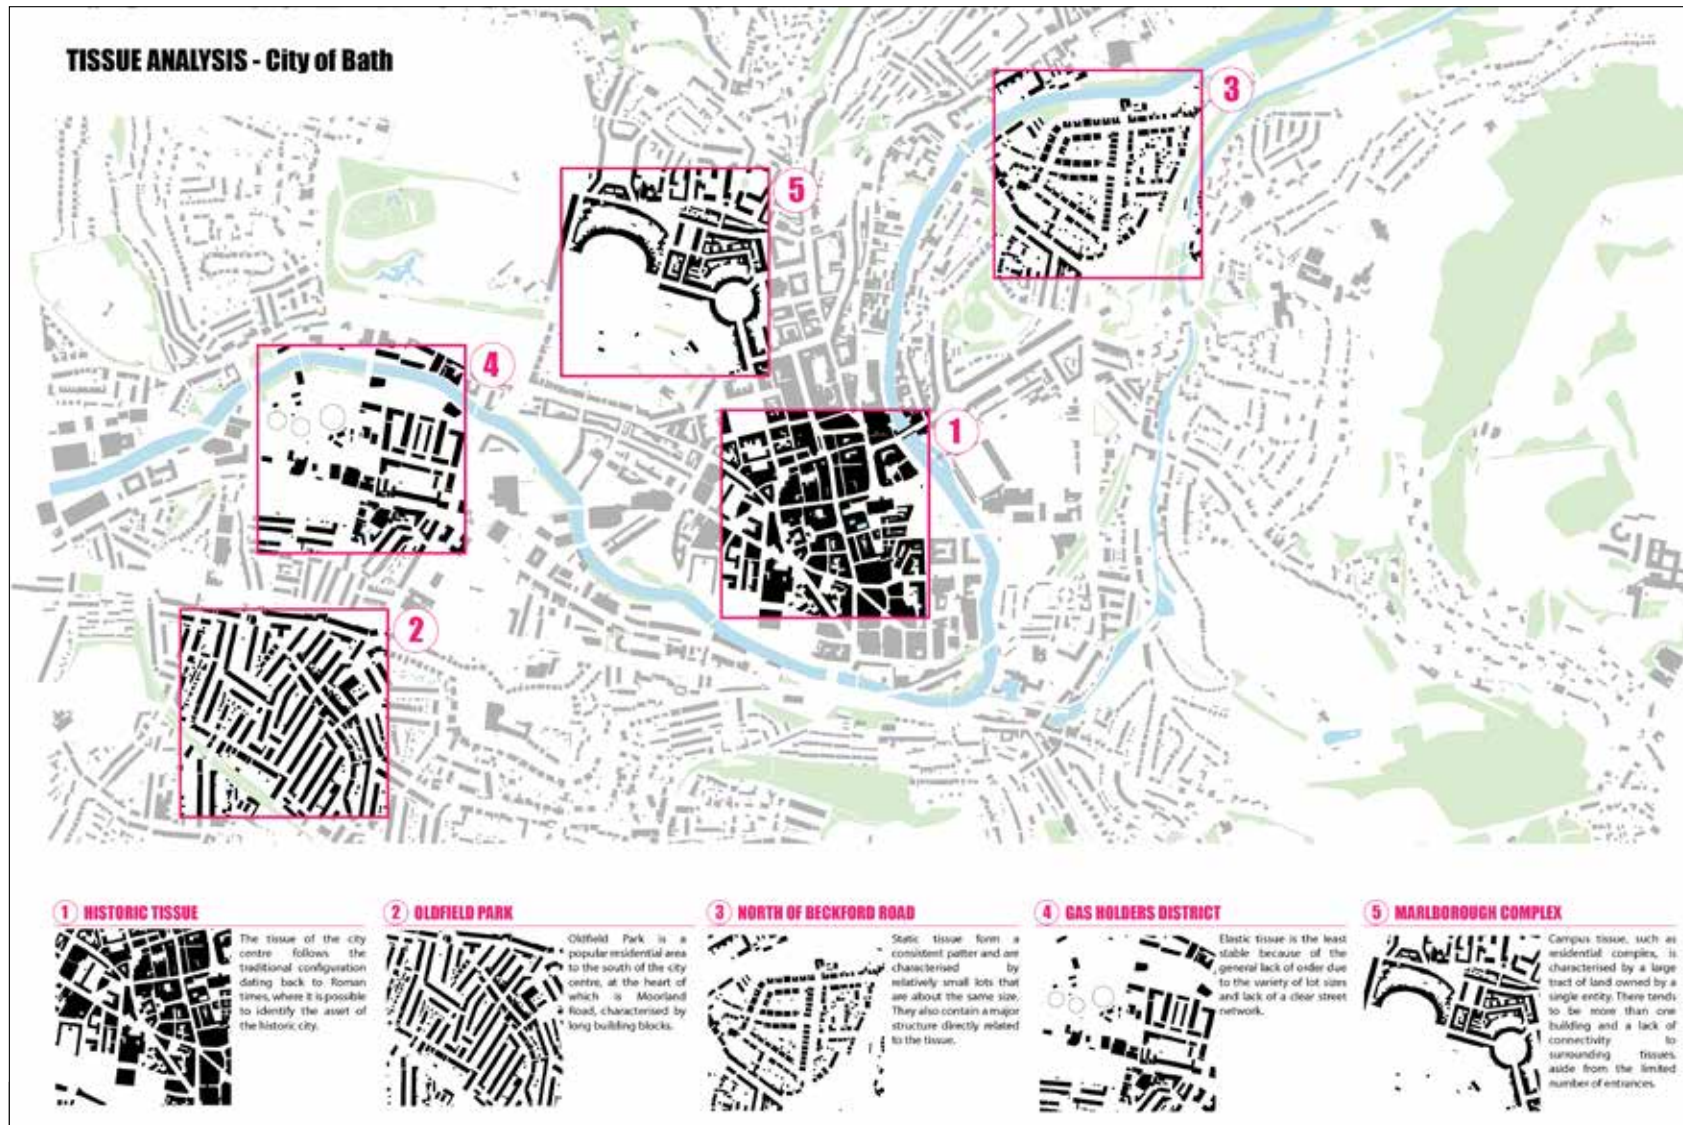 TISSUE ANALYSIS - City of Bath
3
5
4
1
2
1 HISTORIC TISSUE
The tissue of the city
centre follows the
traditional configuration
dating back to Roman
times, where it is possible
to identify the asset of
the historic city.
2 OLDFIELD PARK
Oldfield Park is a
popular residential area
to the south of the city
centre, at the heart of
which is Moorland
Road, characterised by
long building blocks.
3 NORTH OF BECKFORD ROAD
Static tissue form a
consistent patter and are
characterised by
relatively small lots that
are about the same size.
They also contain a major
structure directly related
to the tissue.
4 GAS HOLDERS DISTRICT
Elastic tissue is the least
stable because of the
general lack of order due
to the variety of lot sizes
and lack of a clear street
network.
5 MARLBOROUGH COMPLEX
Campus tissue, such as
residential complex, is
characterised by a large
tract of land owned by a
single entity. There tends
to be more than one
building and a lack of
connectivity to
surrounding tissues,
aside from the limited
number of entrances.